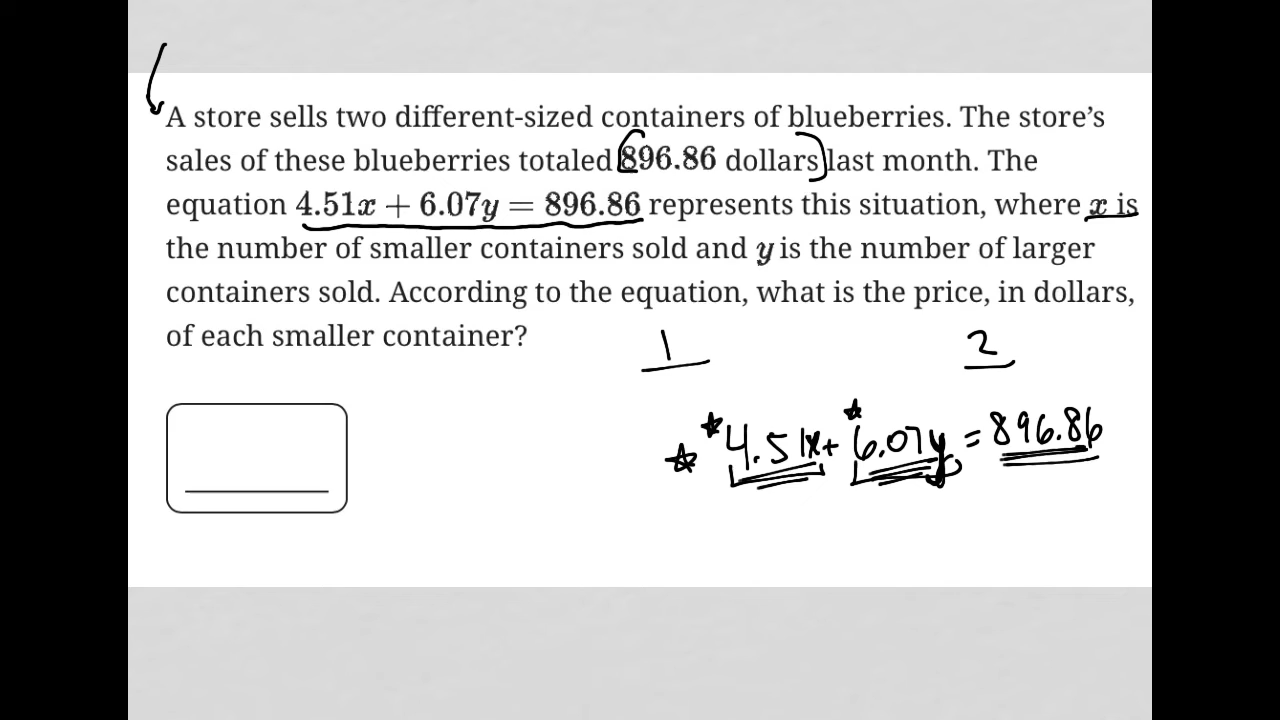 A store sells two different-sized containers of blueberries. The store’s
sales of these blueberries totaled 896.86 dollars last month. The
equation 4.51x + 6.07y = 896.86 represents this situation, where x is
the number of smaller containers sold and y is the number of larger
containers sold. According to the equation, what is the price, in dollars,
of each smaller container?
1 2
4.51x + 6.07y = 896.86